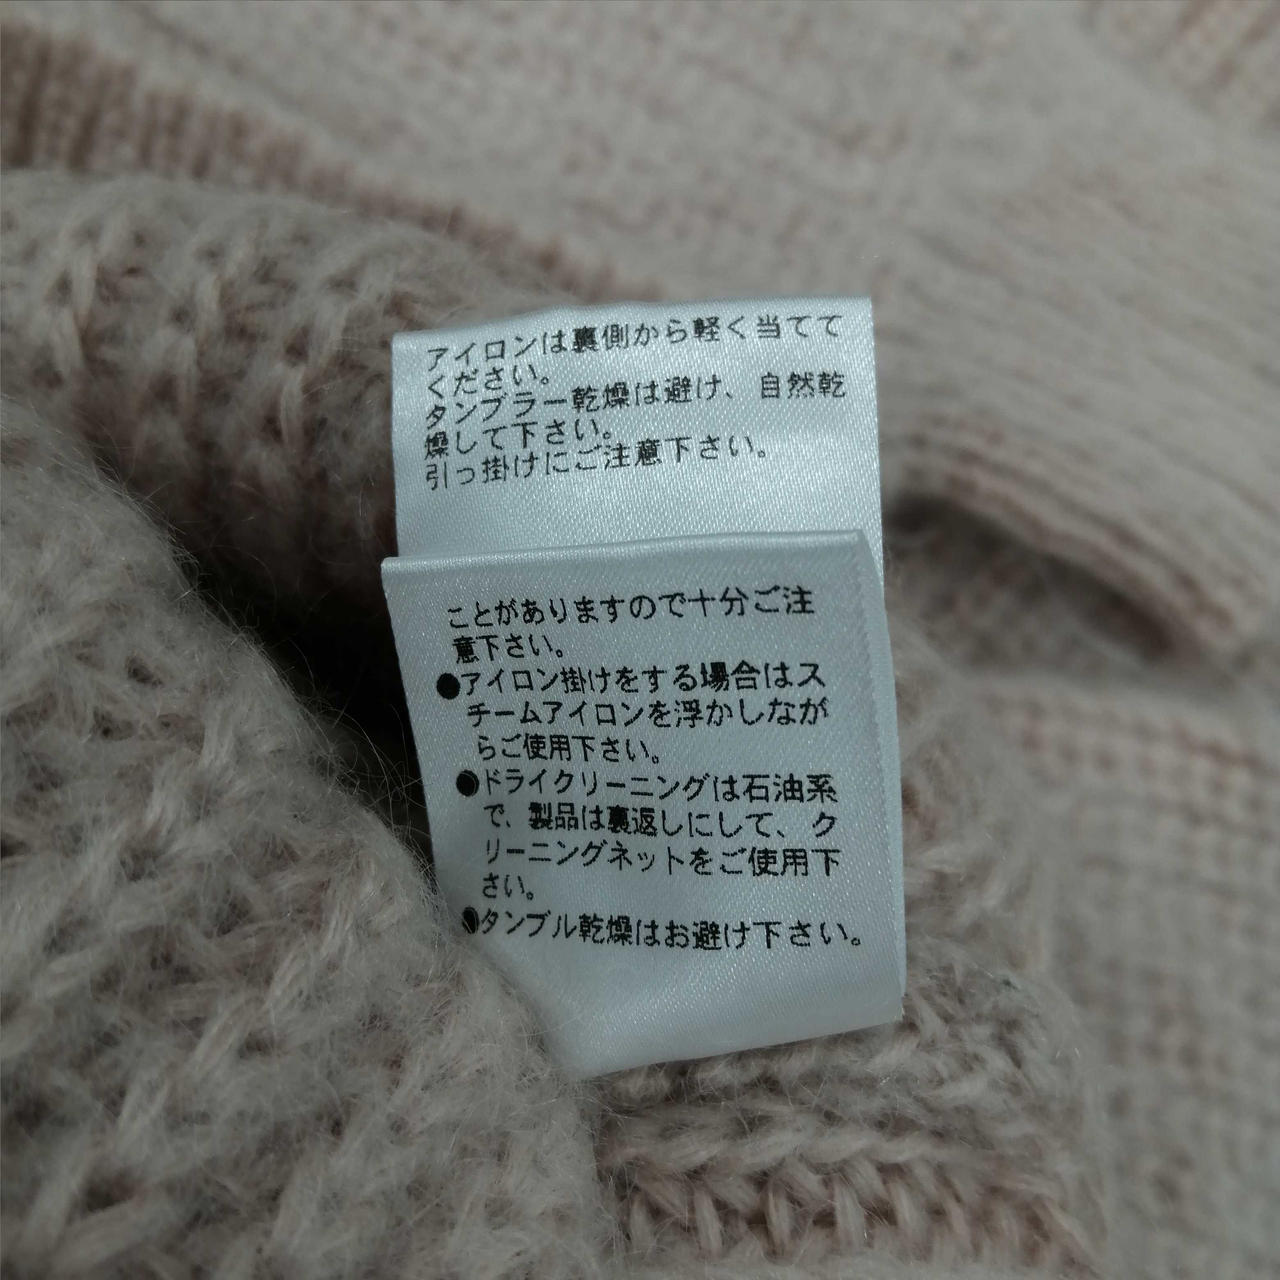 アイロンは裏側から軽く当てて
ください。
タンブラー乾燥は避け、自然乾
燥して下さい。
引っ掛けにご注意下さい。
ことがありますので十分ご注
意下さい。
●アイロン掛けをする場合はス
チームアイロンを浮かしなが
らご使用下さい。
●ドライクリーニングは石油系
で、製品は裏返しにして、ク
リーニングネットをご使用下
さい。
●タンブル乾燥はお避け下さい。